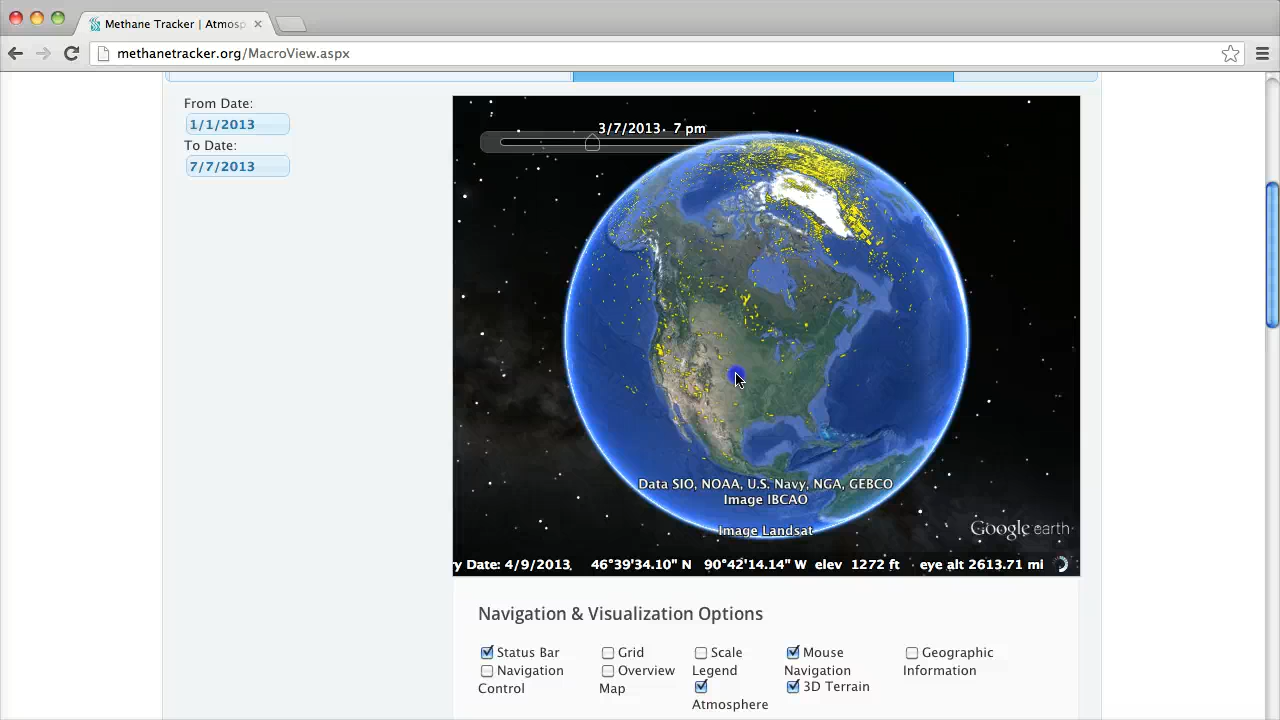 Methane Tracker | Atmosp
methanetracker.org/MacroView.aspx
From Date:
1/1/2013
To Date:
7/7/2013
3/7/2013 7 pm
Data SIO, NOAA, U.S. Navy, NGA, GEBCO
Image IBCAO
Image Landsat
Google earth
y Date: 4/9/2013 46°39'34.10" N 90°42'14.14" W elev 1272 ft eye alt 2613.71 mi
Navigation & Visualization Options
Status Bar
Grid
Scale Legend
Mouse Navigation
Geographic Information
Navigation Control
Overview Map
Atmosphere
3D Terrain